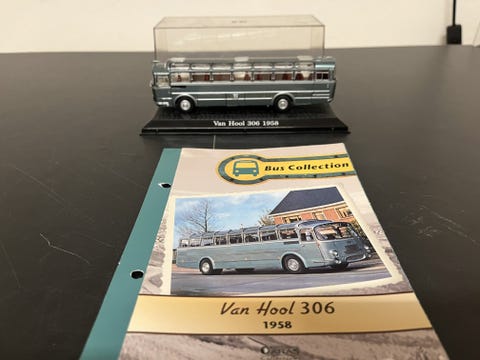 Van Hool 306 1958
Bus Collection
Van Hool 306
1958